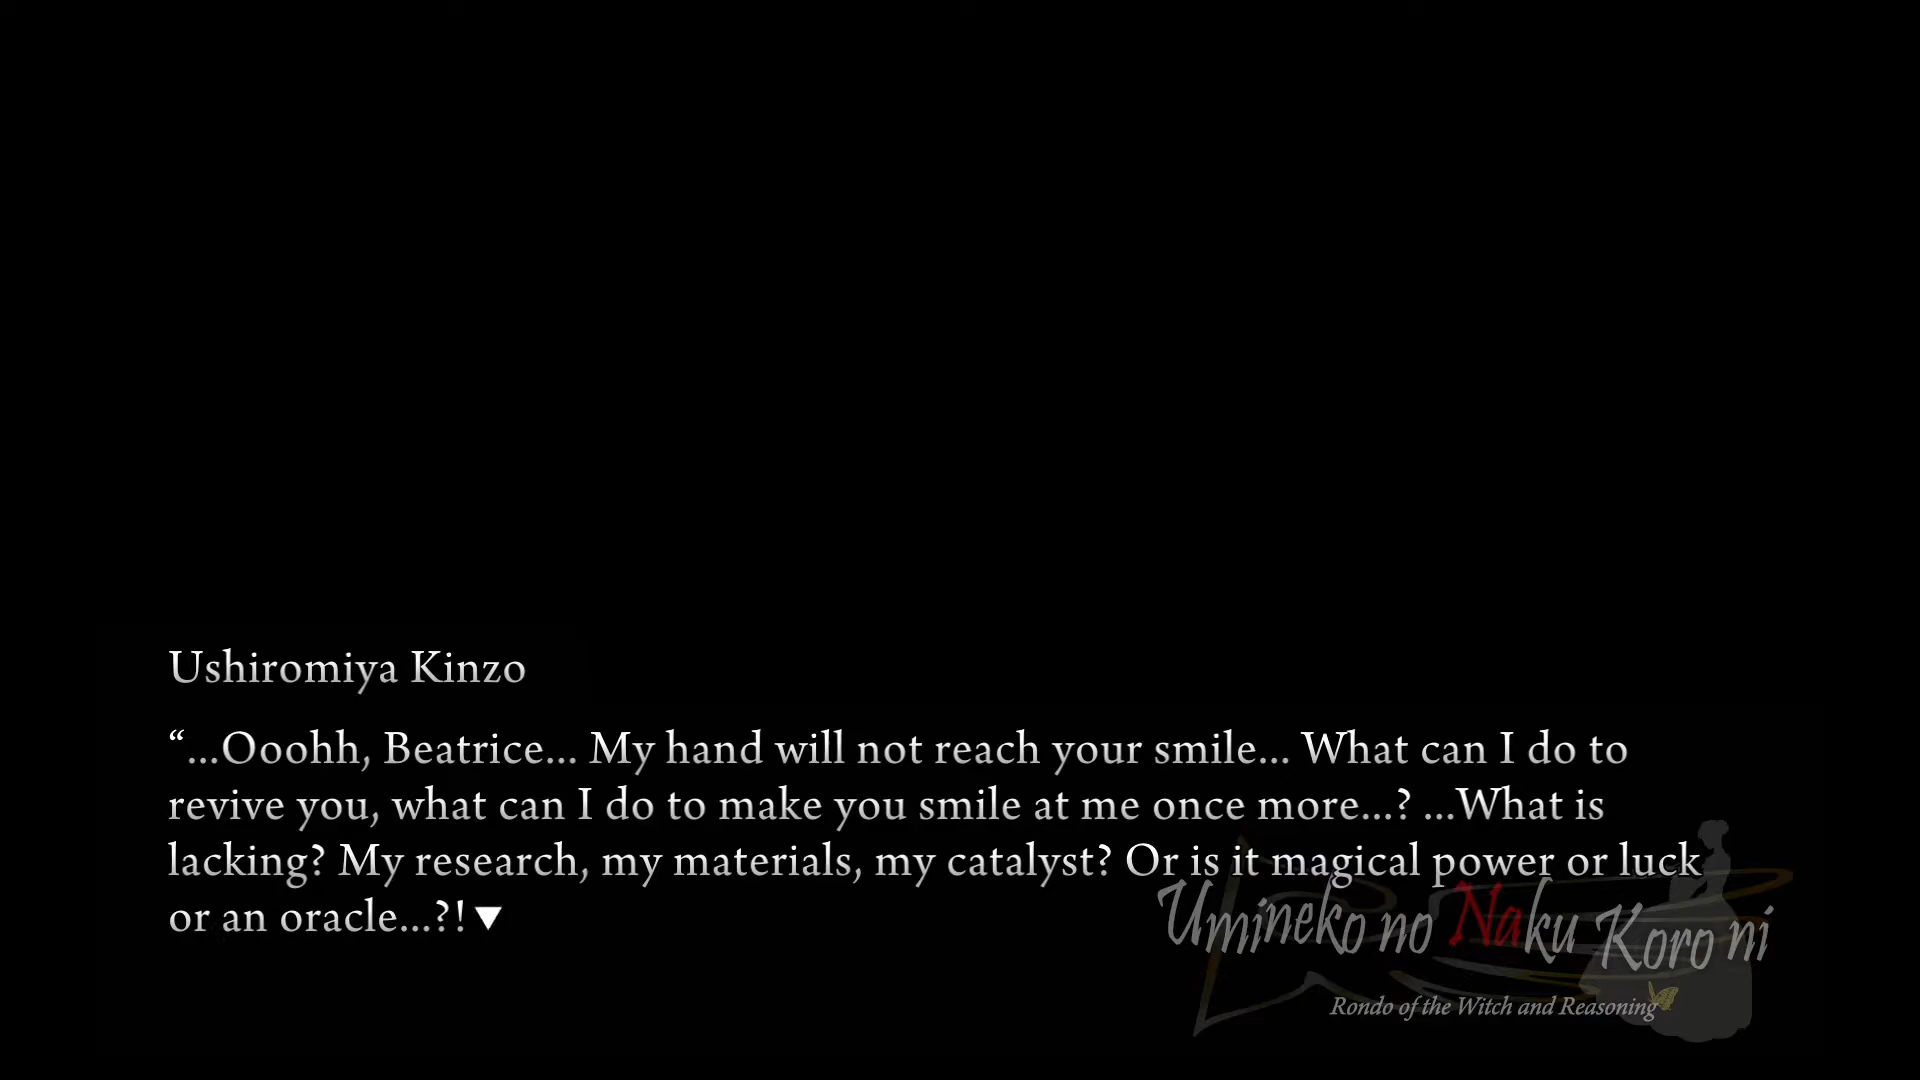 Ushiromiya Kinzo
“...Ooohh, Beatrice... My hand will not reach your smile... What can I do to
revive you, what can I do to make you smile at me once more...? ...What is
lacking? My research, my materials, my catalyst? Or is it magical power or luck
or an oracle...?!
Umineko no Naku Koro ni
Rondo of the Witch and Reasoning